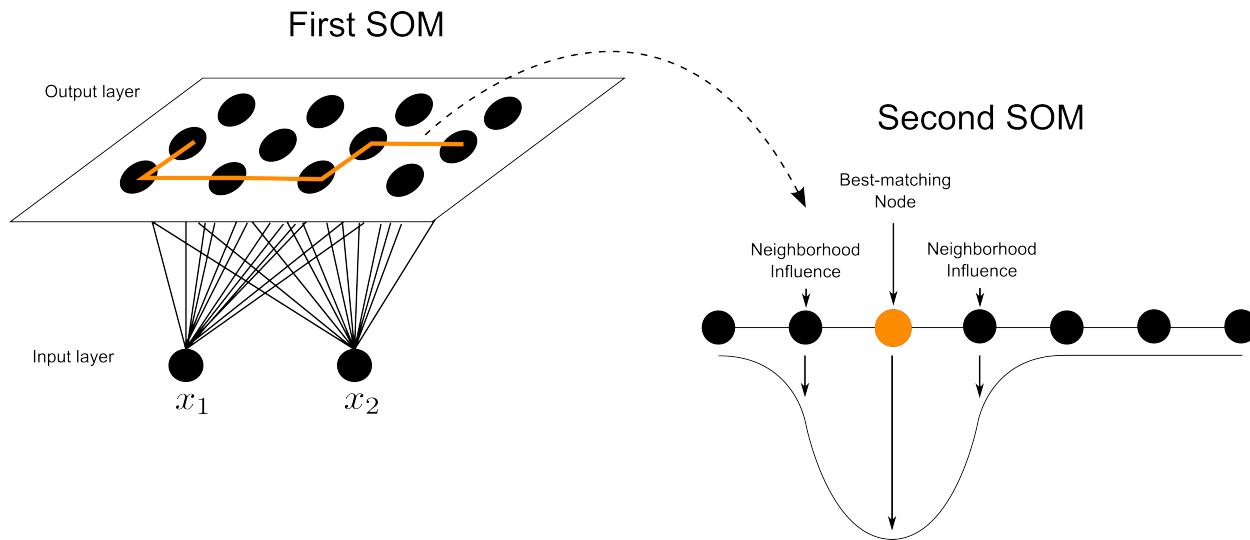 First SOM
Output layer
Input layer
x1
x2
Second SOM
Best-matching
Node
Neighborhood
Influence
Neighborhood
Influence